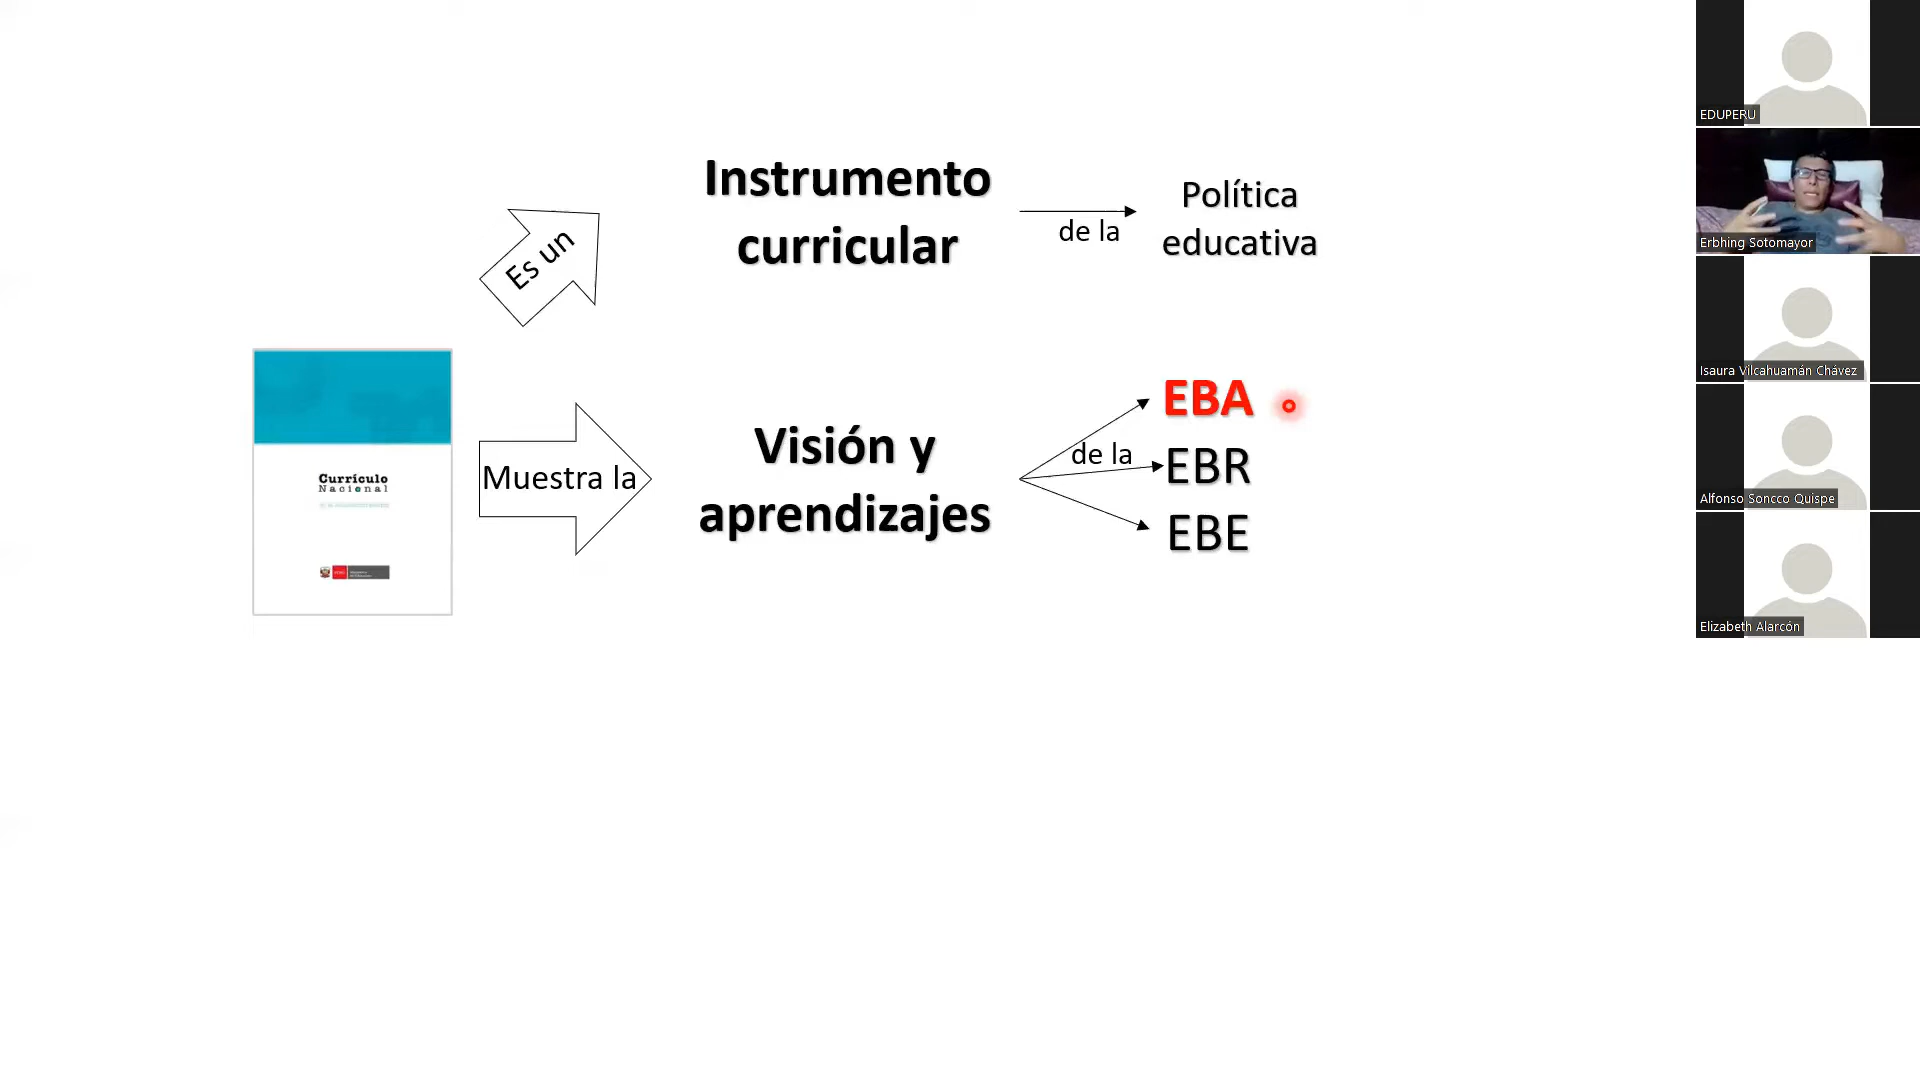 Instrumento
curricular
de la
Política
educativa
Es un
Currículo
Nacional
PERÚ
Muestra la
Visión y
aprendizajes
de la
EBA
EBR
EBE
EDUPERU
Erbhing Sotomayor
Isaura Vilcahuamán Chávez
Alfonso Soncco Quispe
Elizabeth Alarcón